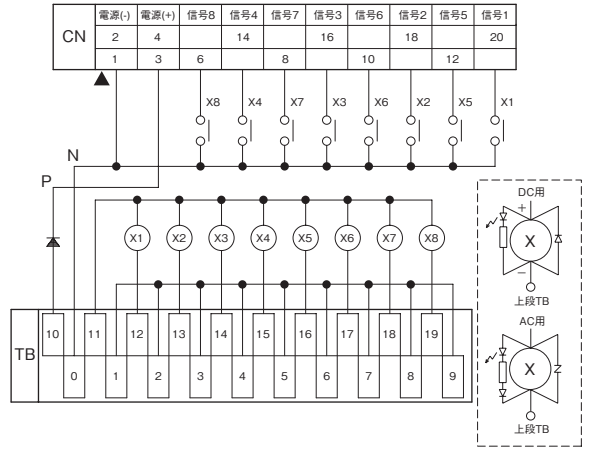 電源(-) 電源(+) 信号8 信号4 信号7 信号3 信号6 信号2 信号5 信号1
CN
2 4 14 16 18 20
1 3 6 8 10 12
X8 X4 X7 X3 X6 X2 X5 X1
N
P
X1 X2 X3 X4 X5 X6 X7 X8
TB
10 11 12 13 14 15 16 17 18 19
0 1 2 3 4 5 6 7 8 9
DC用
+
X
−
上段TB
AC用
X
上段TB